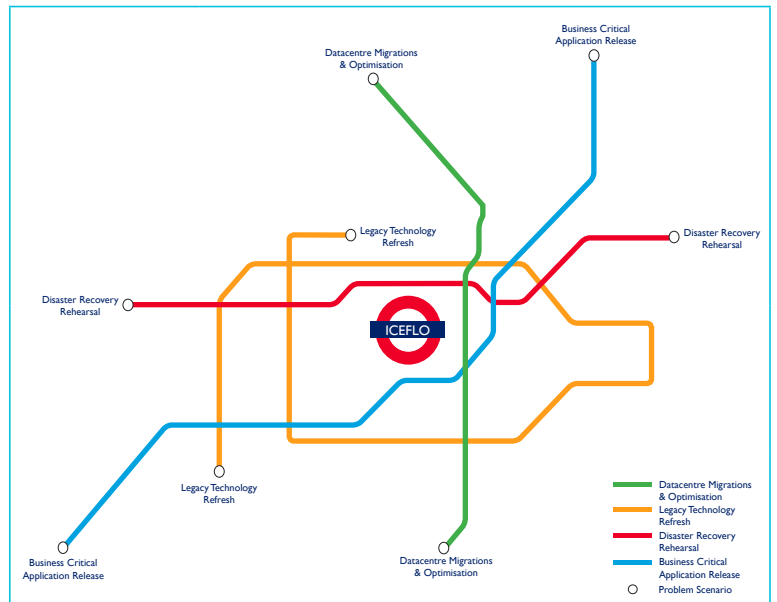 Business Critical
Application Release
Datacentre Migrations
& Optimisation
Legacy Technology
Refresh
Disaster Recovery
Rehearsal
Disaster Recovery
Rehearsal
ICEFLO
Legacy Technology
Refresh
Business Critical
Application Release
Datacentre Migrations
& Optimisation
Datacentre Migrations
& Optimisation
Legacy Technology
Refresh
Disaster Recovery
Rehearsal
Business Critical
Application Release
Problem Scenario